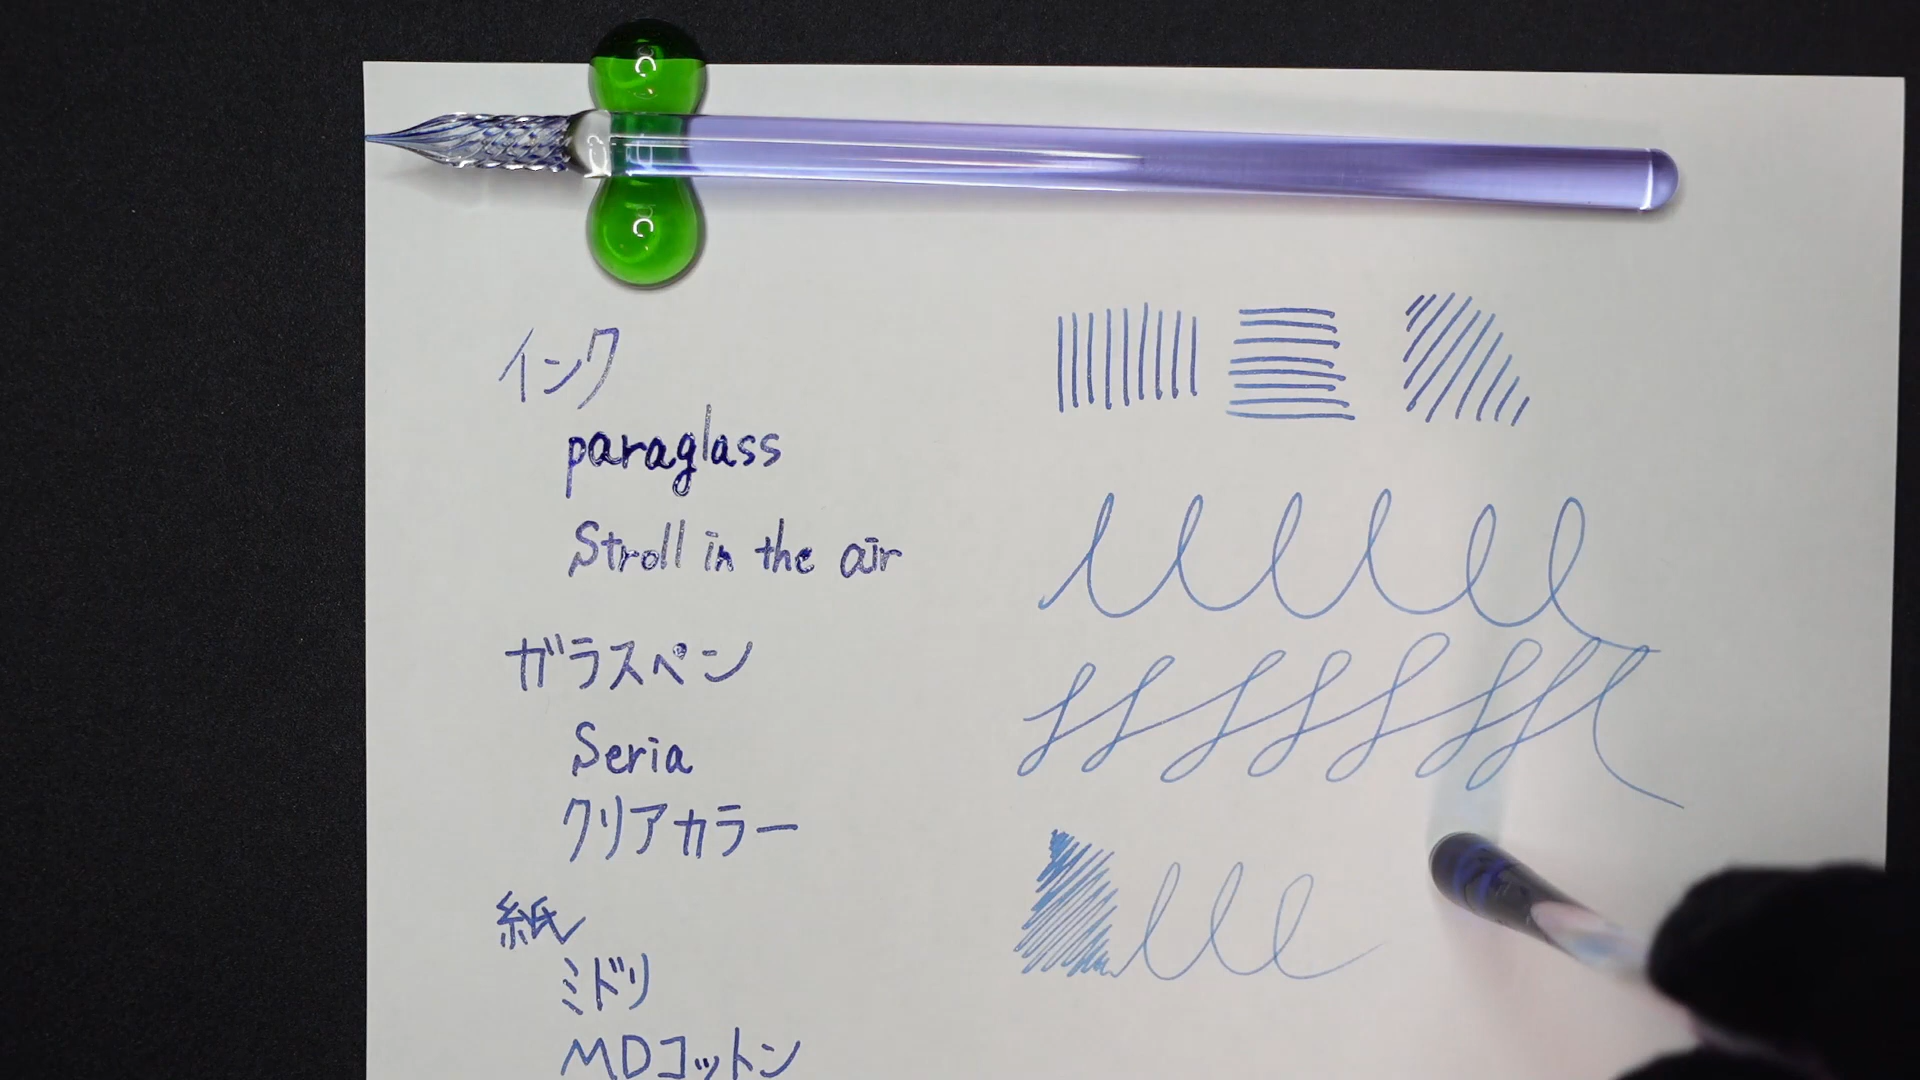 インク
paraglass
Stroll in the air
ガラスペン
Seria
クリアカラー
紙
ミドリ
MDコットン